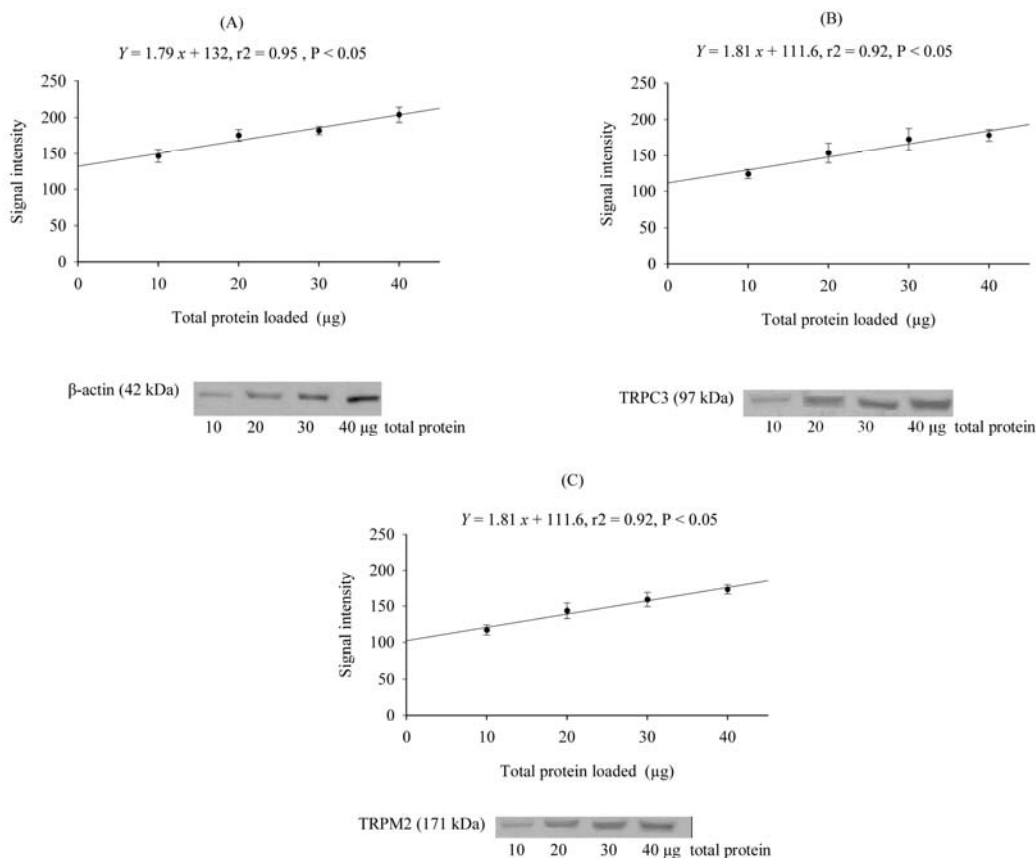 (A)
Y = 1.79 x + 132, r2 = 0.95 , P < 0.05
250
200
150
100
50
0
Signal intensity
0 10 20 30 40
Total protein loaded (µg)
β-actin (42 kDa)
10 20 30 40 µg total protein
(B)
Y = 1.81 x + 111.6, r2 = 0.92, P < 0.05
250
200
150
100
50
0
Signal intensity
0 10 20 30 40
Total protein loaded (µg)
TRPC3 (97 kDa)
10 20 30 40 µg total protein
(C)
Y = 1.81 x + 111.6, r2 = 0.92, P < 0.05
250
200
150
100
50
0
Signal intensity
0 10 20 30 40
Total protein loaded (µg)
TRPM2 (171 kDa)
10 20 30 40 µg total protein